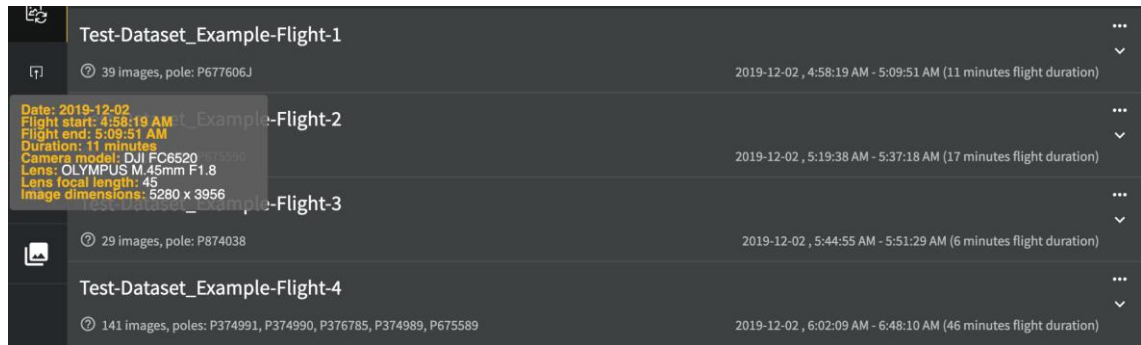 Test-Dataset_Example-Flight-1
39 images, pole: P677606J
2019-12-02 , 4:58:19 AM - 5:09:51 AM (11 minutes flight duration)
Date: 2019-12-02
Flight start: 4:58:19 AM
Flight end: 5:09:51 AM
Duration: 11 minutes
Camera model: DJI FC6520
Lens: OLYMPUS M.45mm F1.8
Lens focal length: 45
Image dimensions: 5280 x 3956
Test-Dataset_Example-Flight-2
P675590
2019-12-02 , 5:19:38 AM - 5:37:18 AM (17 minutes flight duration)
Test-Dataset_Example-Flight-3
29 images, pole: P874038
2019-12-02 , 5:44:55 AM - 5:51:29 AM (6 minutes flight duration)
Test-Dataset_Example-Flight-4
141 images, poles: P374991, P374990, P376785, P374989, P675589
2019-12-02 , 6:02:09 AM - 6:48:10 AM (46 minutes flight duration)